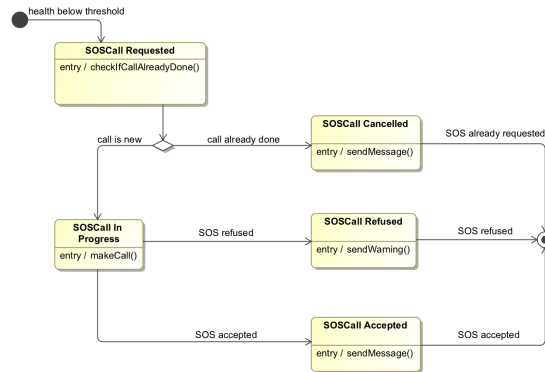 health below threshold
SOSCall Requested
entry / checkIfCallAlreadyDone()
call is new
call already done
SOSCall Cancelled
entry / sendMessage()
SOS already requested
SOSCall In
Progress
entry / makeCall()
SOS refused
SOSCall Refused
entry / sendWarning()
SOS refused
SOS accepted
SOSCall Accepted
entry / sendMessage()
SOS accepted